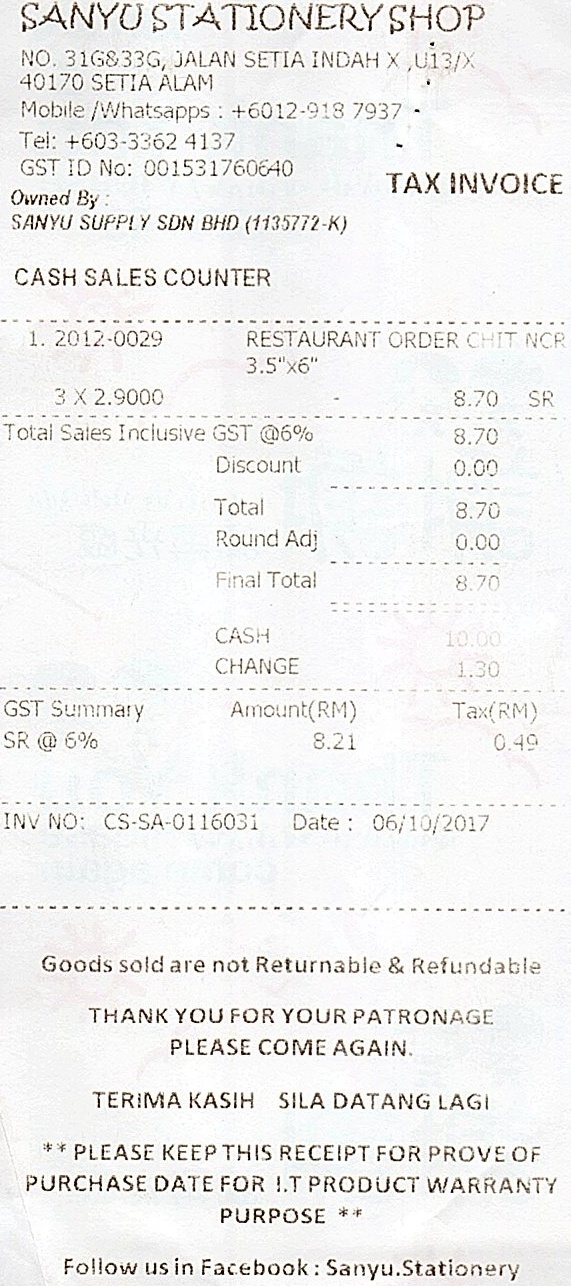 SANYU STATIONERY SHOP
NO. 31G&33G, JALAN SETIA INDAH X ,U13/X
40170 SETIA ALAM
Mobile /Whatsapps : +6012-918 7937
Tel: +603-3362 4137
GST ID No: 001531760640
TAX INVOICE
Owned By :
SANYU SUPPLY SDN BHD (1135772-K)
CASH SALES COUNTER
1. 2012-0029 RESTAURANT ORDER CHIT NCR
3.5"x6"
3 X 2.9000 - 8.70 SR
Total Sales Inclusive GST @6% 8.70
Discount 0.00
Total 8.70
Round Adj 0.00
Final Total 8.70
CASH 10.00
CHANGE 1.30
GST Summary Amount(RM) Tax(RM)
SR @ 6% 8.21 0.49
INV NO: CS-SA-0116031 Date : 06/10/2017
Goods sold are not Returnable & Refundable
THANK YOU FOR YOUR PATRONAGE
PLEASE COME AGAIN.
TERIMA KASIH SILA DATANG LAGI
** PLEASE KEEP THIS RECEIPT FOR PROVE OF
PURCHASE DATE FOR I.T PRODUCT WARRANTY
PURPOSE **
Follow us in Facebook : Sanyu.Stationery